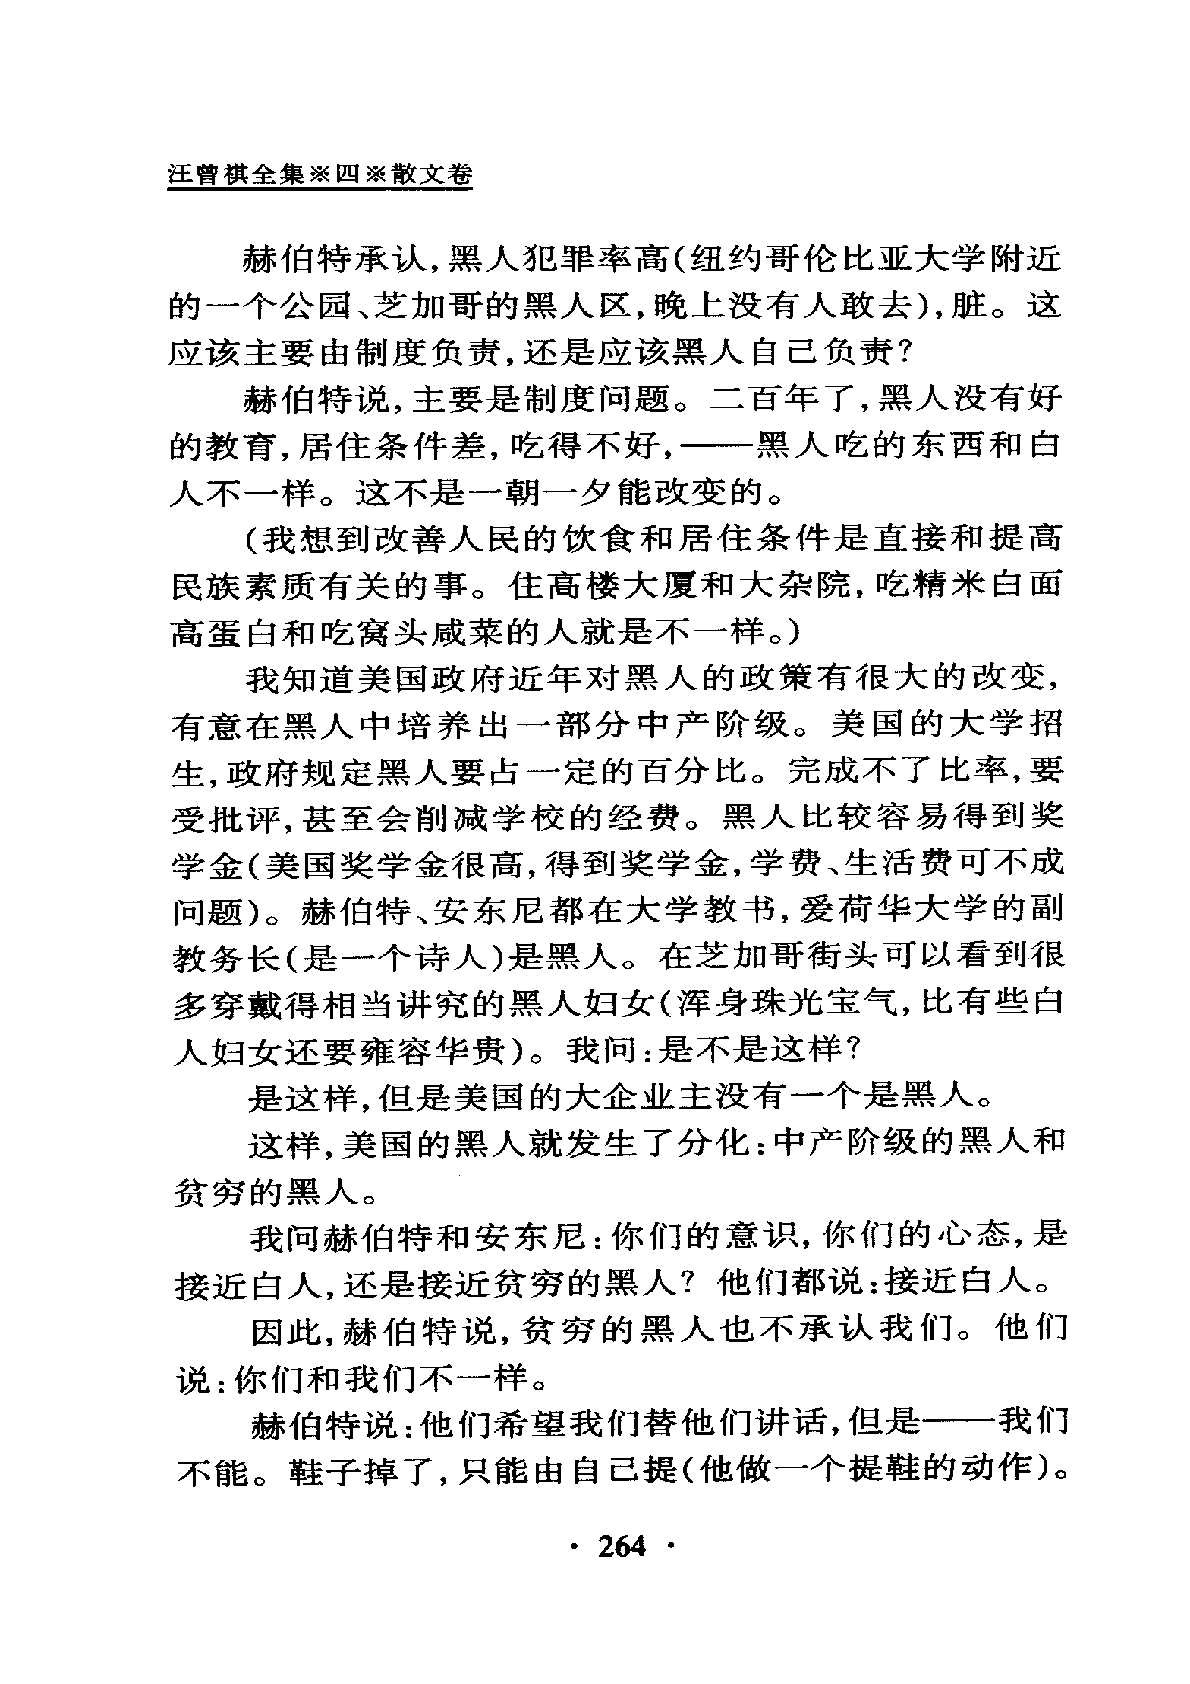 汪曾祺全集※四※散文卷
赫伯特承认,黑人犯罪率高(纽约哥伦比亚大学附近
的一个公园、芝加哥的黑人区,晚上没有人敢去),脏。这
应该主要由制度负责,还是应该黑人自己负责?
赫伯特说,主要是制度问题。二百年了,黑人没有好
的教育,居住条件差,吃得不好,——黑人吃的东西和白
人不一样。这不是一朝一夕能改变的。
(我想到改善人民的饮食和居住条件是直接和提高
民族素质有关的事。住高楼大厦和大杂院,吃精米白面
高蛋白和吃窝头咸菜的人就是不一样。)
我知道美国政府近年对黑人的政策有很大的改变,
有意在黑人中培养出一部分中产阶级。美国的大学招
生,政府规定黑人要占一定的百分比。完成不了比率,要
受批评,甚至会削减学校的经费。黑人比较容易得到奖
学金(美国奖学金很高,得到奖学金,学费、生活费可不成
问题)。赫伯特、安东尼都在大学教书,爱荷华大学的副
教务长(是一个诗人)是黑人。在芝加哥街头可以看到很
多穿戴得相当讲究的黑人妇女(浑身珠光宝气,比有些白
人妇女还要雍容华贵)。我问:是不是这样?
是这样,但是美国的大企业主没有一个是黑人。
这样,美国的黑人就发生了分化:中产阶级的黑人和
贫穷的黑人。
我问赫伯特和安东尼:你们的意识,你们的心态,是
接近白人,还是接近贫穷的黑人?他们都说:接近白人。
因此,赫伯特说,贫穷的黑人也不承认我们。他们
说:你们和我们不一样。
赫伯特说:他们希望我们替他们讲话,但是——我们
不能。鞋子掉了,只能由自己提(他做一个提鞋的动作)。
· 264 ·